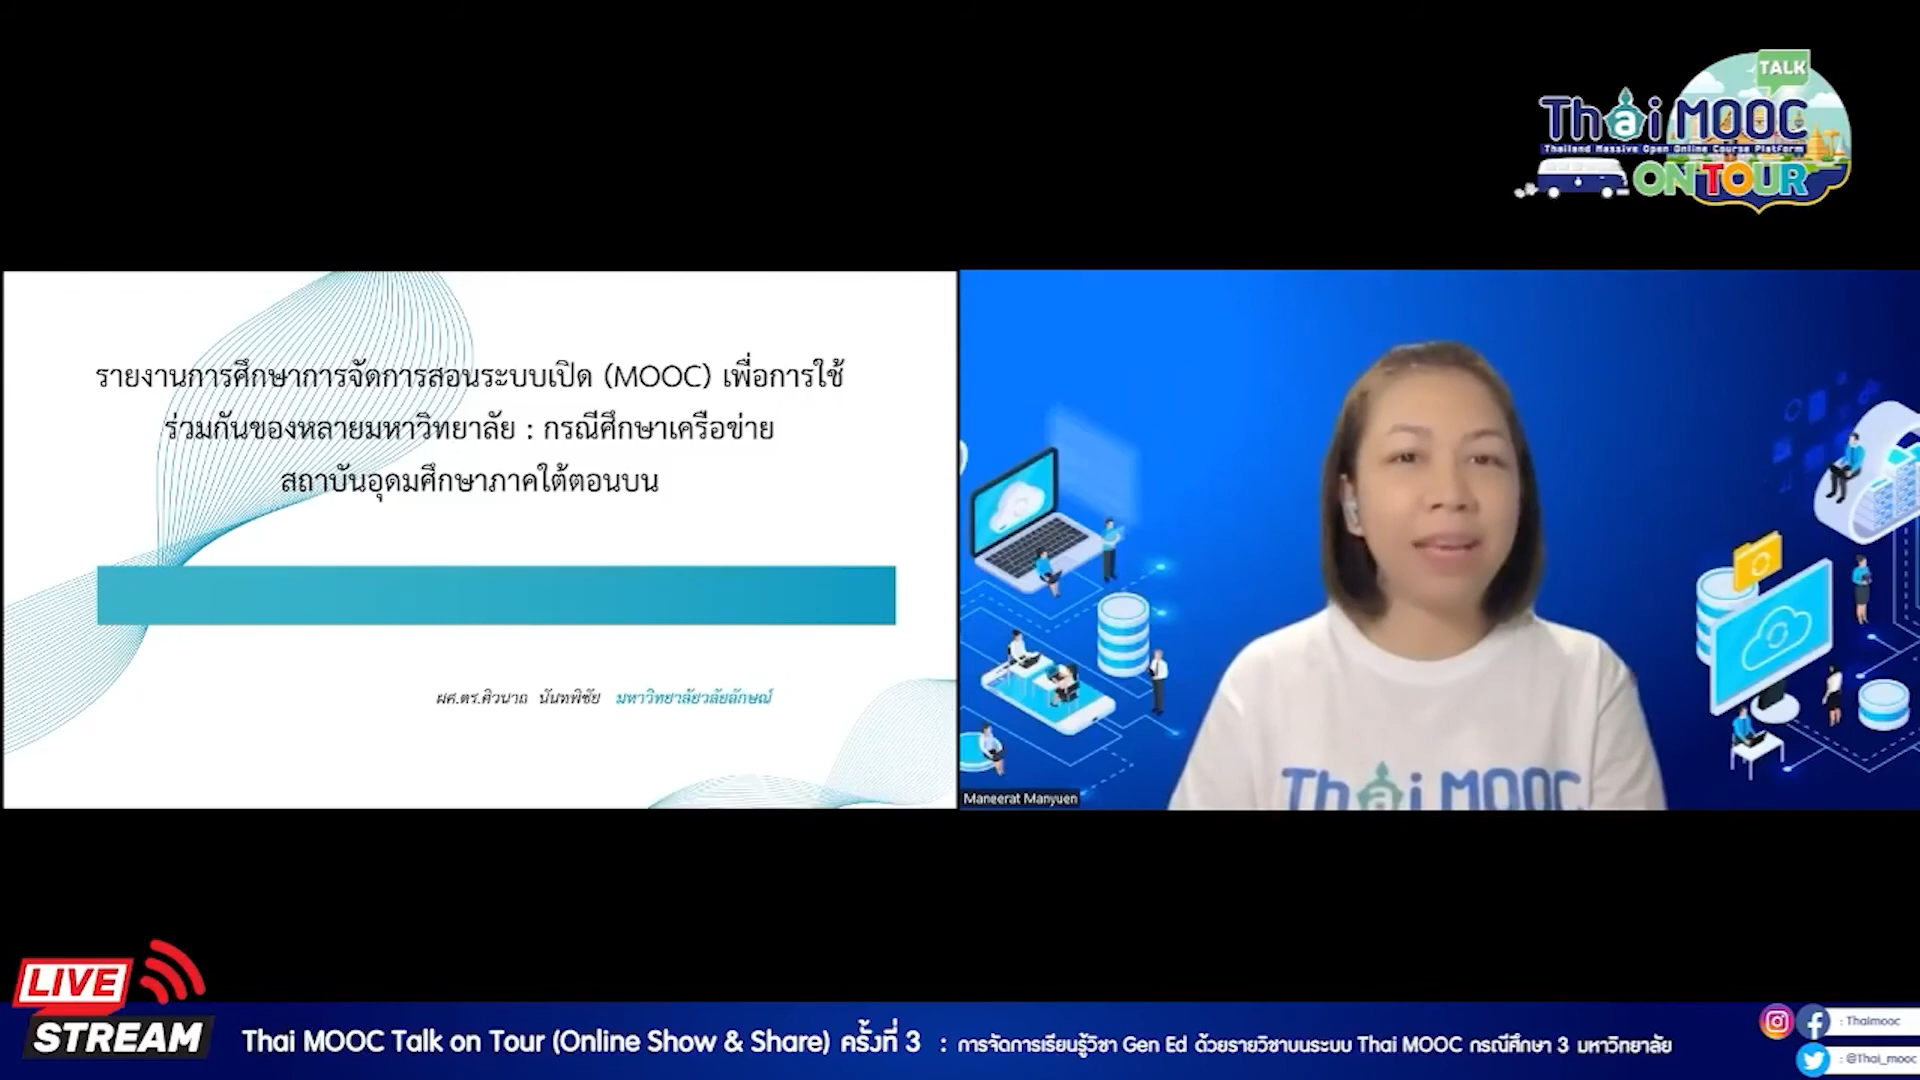 TALK
Thai MOOC
Thailand Massive Open Online Course Platform
ON TOUR
รายงานการศึกษาการจัดการสอนระบบเปิด (MOOC) เพื่อการใช้
ร่วมกันของหลายมหาวิทยาลัย : กรณีศึกษาเครือข่าย
สถาบันอุดมศึกษาภาคใต้ตอนบน
ผศ.ดร.ศิวนาถ นันทพิชัย มหาวิทยาลัยวลัยลักษณ์
Thai MOOC
Maneerat Manyuen
LIVE
STREAM
Thai MOOC Talk on Tour (Online Show & Share) ครั้งที่ 3 : การจัดการเรียนรู้วิชา Gen Ed ด้วยรายวิชาบนระบบ Thai MOOC กรณีศึกษา 3 มหาวิทยาลัย
: Thaimooc
: @Thai_mooc